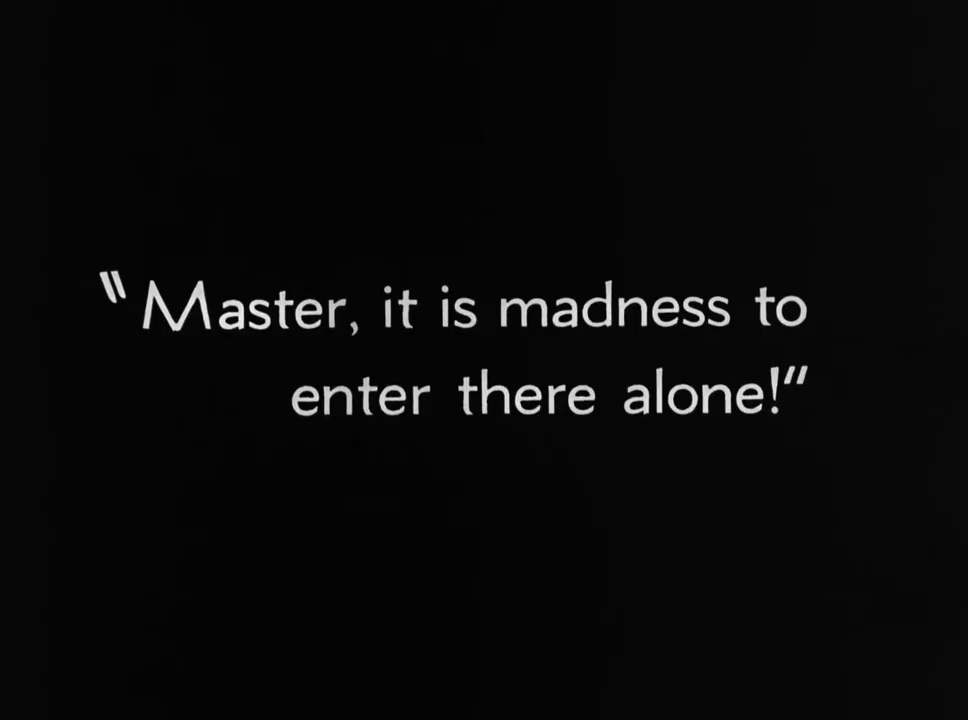 “Master, it is madness to
enter there alone!”